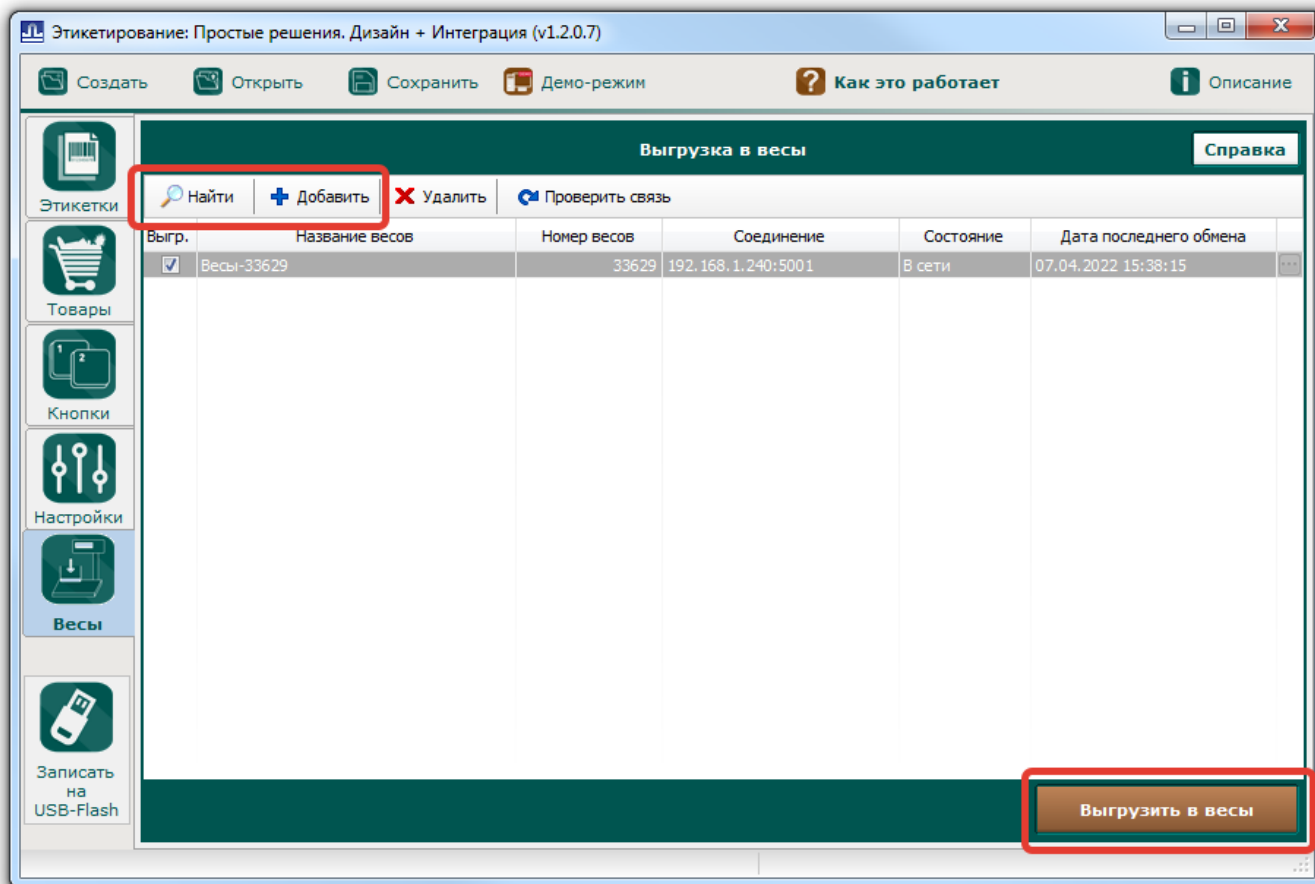 Этикетирование: Простые решения. Дизайн + Интеграция (v1.2.0.7)
Создать Открыть Сохранить Демо-режим ? Как это работает i Описание
Этикетки
Товары
1 2
Кнопки
Настройки
Весы
Записать
на
USB-Flash
Выгрузка в весы Справка
Найти Добавить Удалить Проверить связь
Выгр. Название весов Номер весов Соединение Состояние Дата последнего обмена
Весы-33629 33629 192.168.1.240:5001 В сети 07.04.2022 15:38:15 ...
Выгрузить в весы